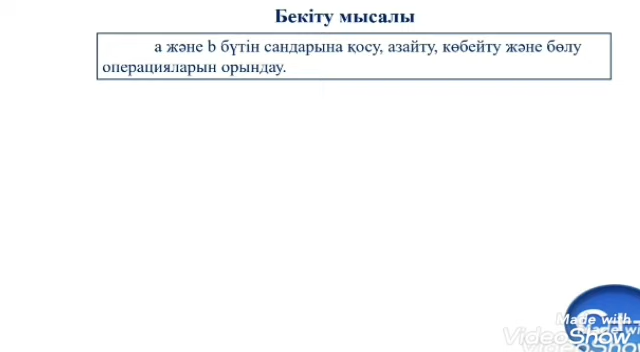 Бекіту мысалы
a және b бүтін сандарына қосу, азайту, көбейту және бөлу
операцияларын орындау.
Made with
VideoShow